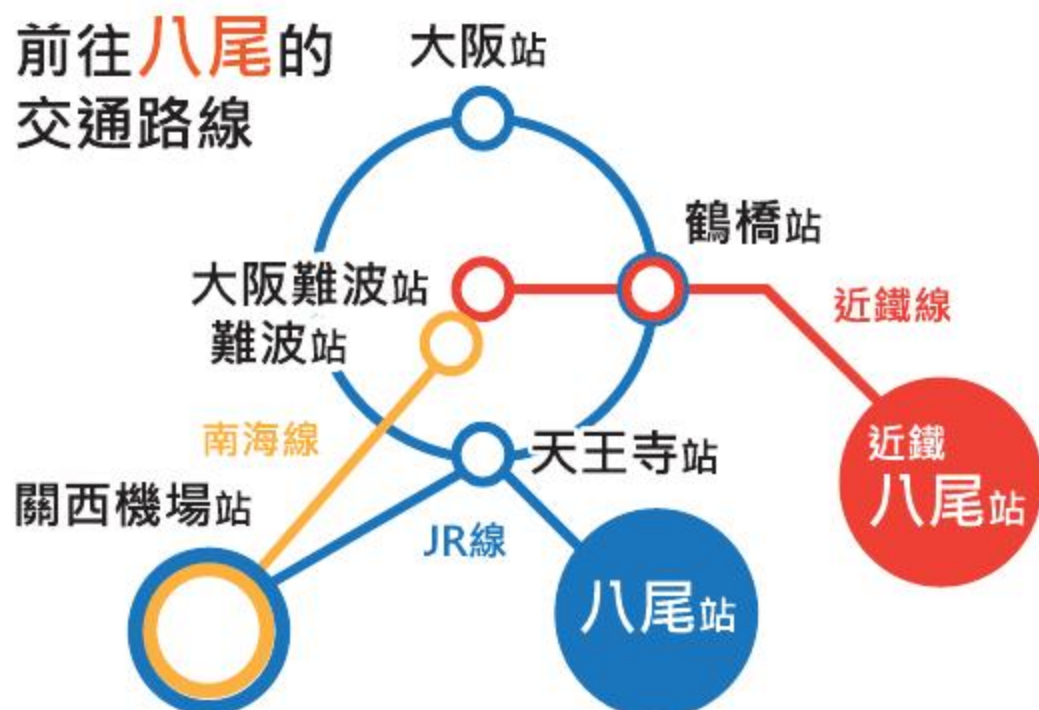 前往八尾的
交通路線
大阪站
鶴橋站
大阪難波站
難波站
近鐵線
南海線
天王寺站
近鐵
八尾站
關西機場站
JR線
八尾站